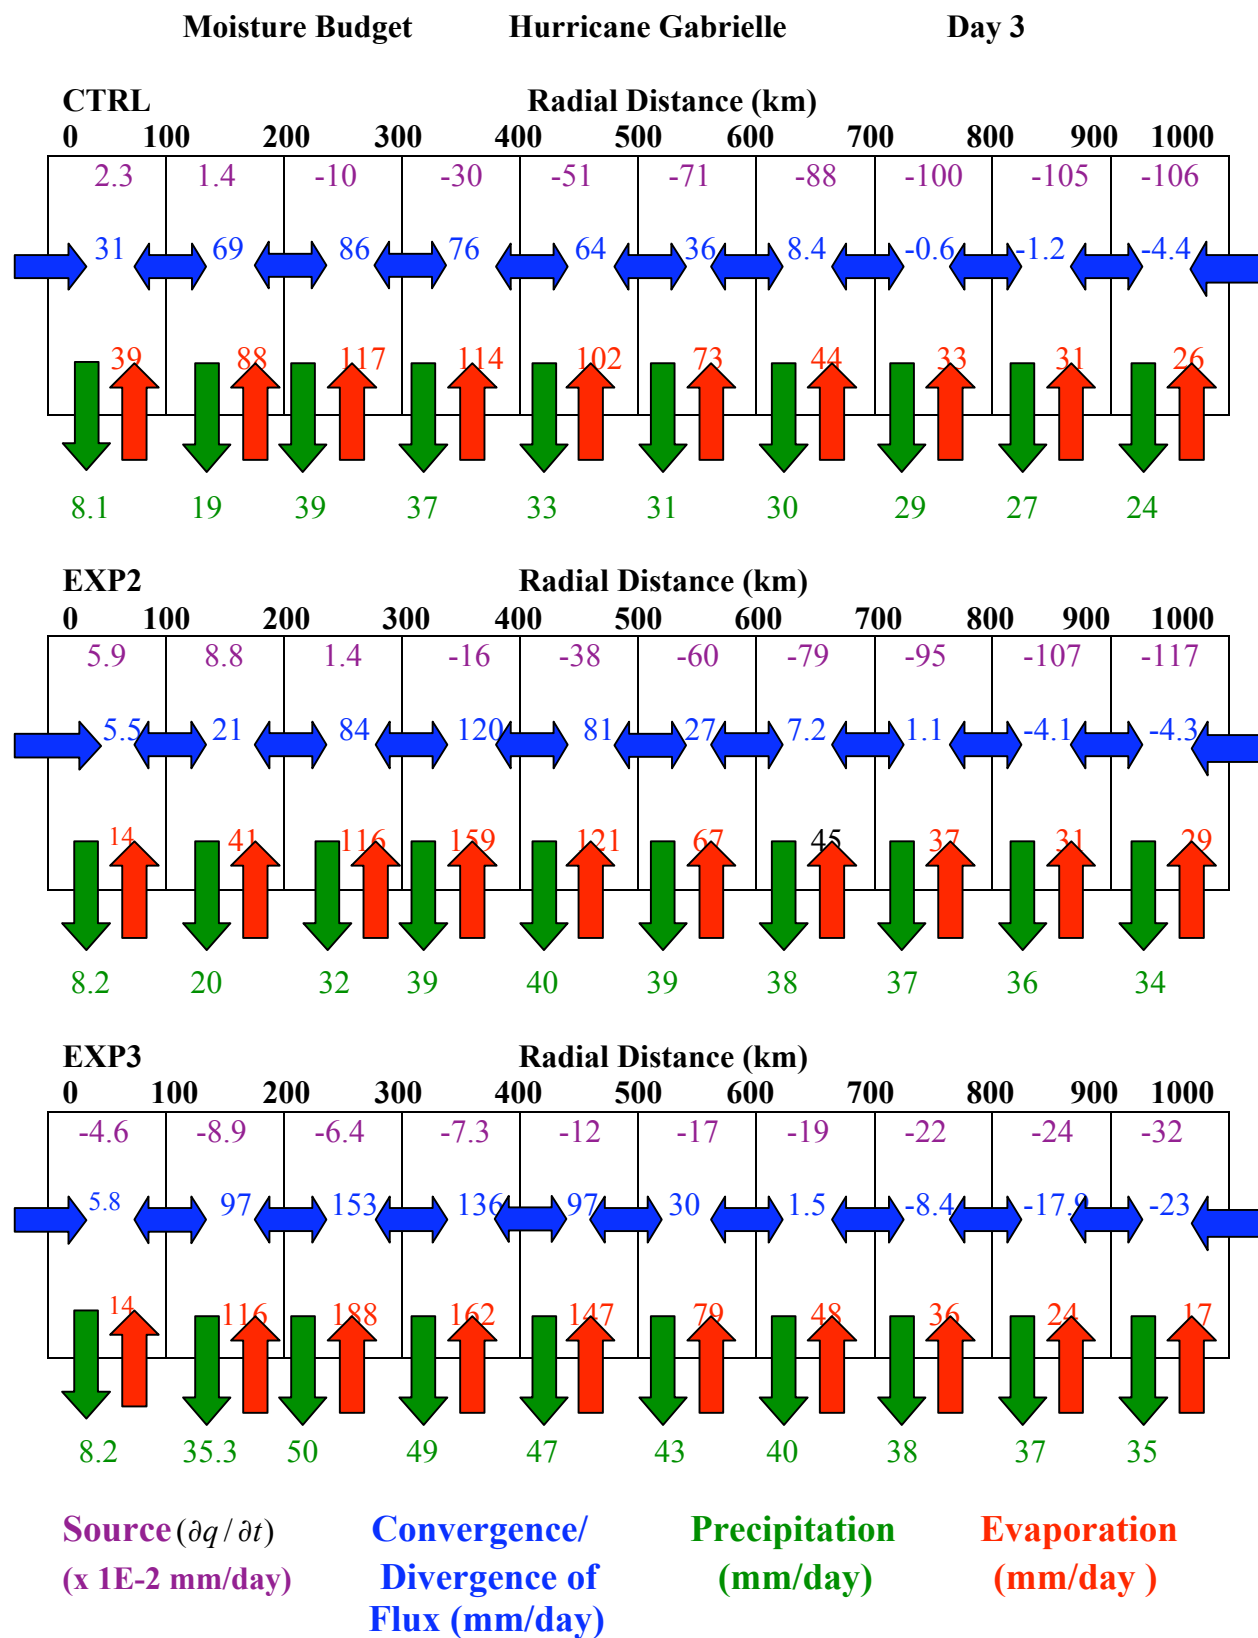 Moisture Budget Hurricane Gabrielle Day 3
CTRL Radial Distance (km)
0 100 200 300 400 500 600 700 800 900 1000
2.3 1.4 -10 -30 -51 -71 -88 -100 -105 -106
31 69 86 76 64 36 8.4 -0.6 -1.2 -4.4
39 88 117 114 102 73 44 33 31 26
8.1 19 39 37 33 31 30 29 27 24
EXP2 Radial Distance (km)
0 100 200 300 400 500 600 700 800 900 1000
5.9 8.8 1.4 -16 -38 -60 -79 -95 -107 -117
5.5 21 84 120 81 27 7.2 1.1 -4.1 -4.3
14 41 116 159 121 67 45 37 31 29
8.2 20 32 39 40 39 38 37 36 34
EXP3 Radial Distance (km)
0 100 200 300 400 500 600 700 800 900 1000
-4.6 -8.9 -6.4 -7.3 -12 -17 -19 -22 -24 -32
5.8 97 153 136 97 30 1.5 -8.4 -17.9 -23
14 116 188 162 147 79 48 36 24 17
8.2 35.3 50 49 47 43 40 38 37 35
Source (∂q / ∂t) Convergence/ Precipitation Evaporation
(x 1E-2 mm/day) Divergence of (mm/day) (mm/day )
Flux (mm/day)